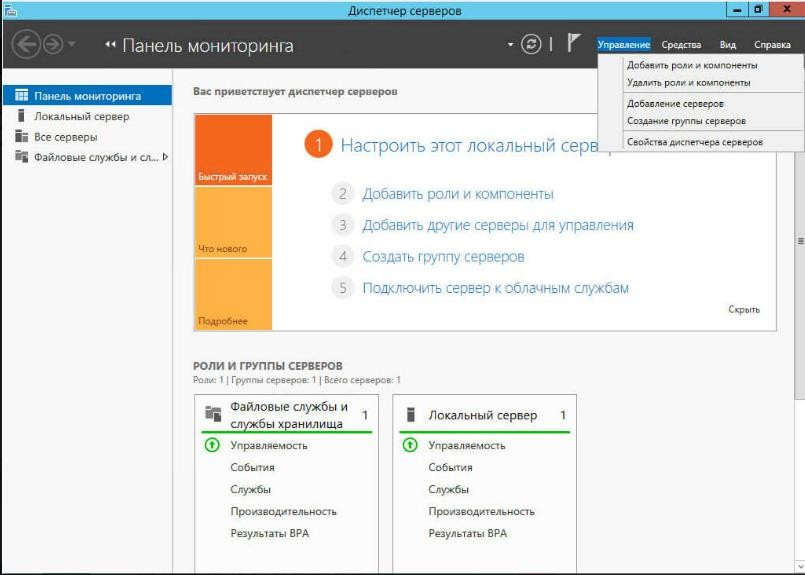 Диспетчер серверов
Панель мониторинга
Управление Средства Вид Справка
Добавить роли и компоненты
Удалить роли и компоненты
Добавление серверов
Создание группы серверов
Свойства диспетчера серверов
Панель мониторинга
Локальный сервер
Все серверы
Файловые службы и сл...
Вас приветствует диспетчер серверов
Быстрый запуск
Что нового
Подробнее
1 Настроить этот локальный серв
2 Добавить роли и компоненты
3 Добавить другие серверы для управления
4 Создать группу серверов
5 Подключить сервер к облачным службам
Скрыть
РОЛИ И ГРУППЫ СЕРВЕРОВ
Роли: 1 | Группы серверов: 1 | Всего серверов: 1
Файловые службы и
службы хранилища 1
Управляемость
События
Службы
Производительность
Результаты BPA
Локальный сервер 1
Управляемость
События
Службы
Производительность
Результаты BPA